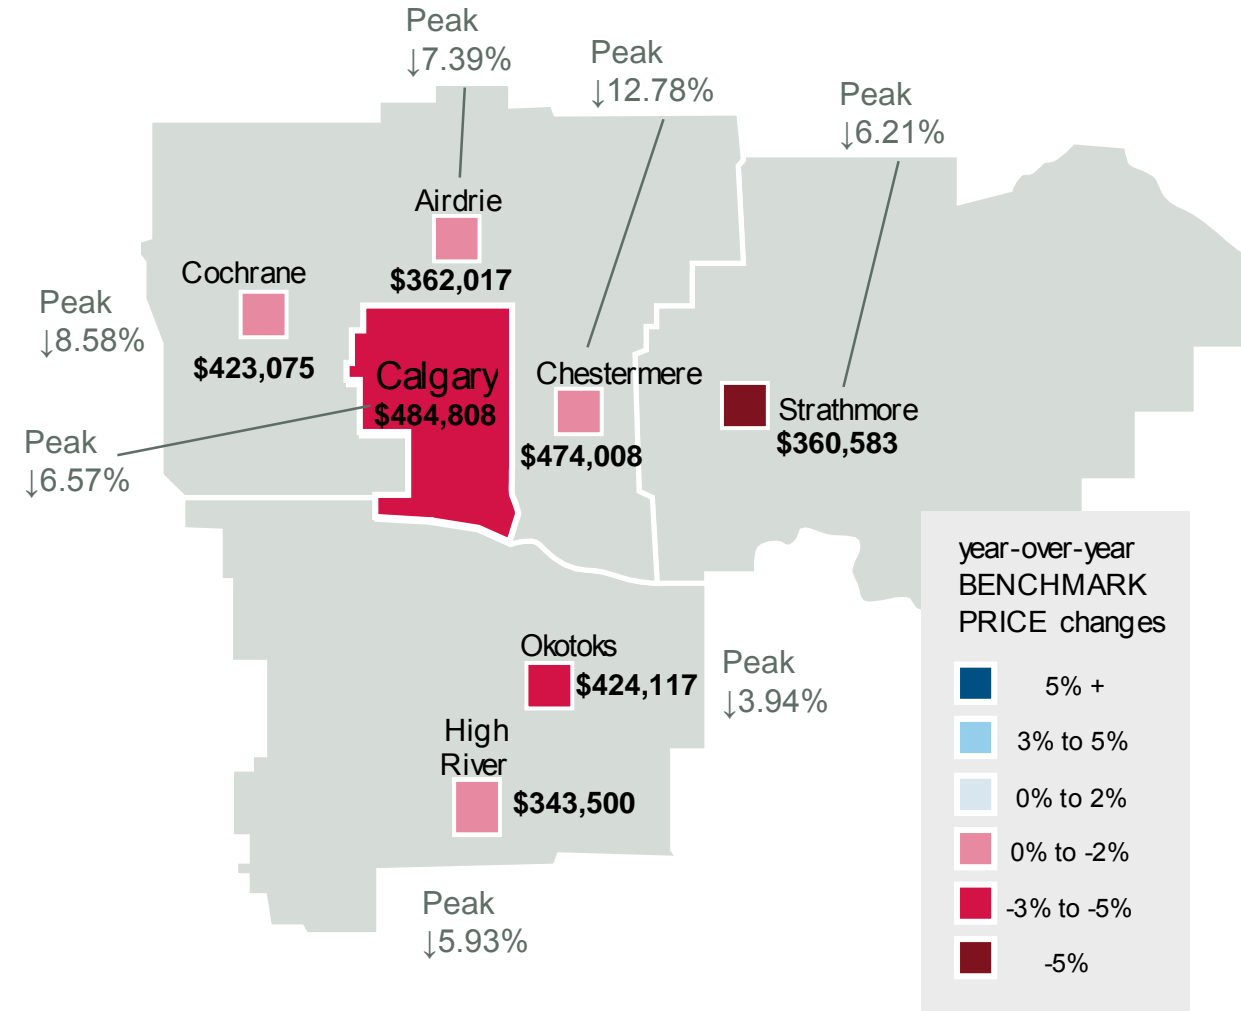 Peak
↓7.39%
Peak
↓12.78%
Peak
↓6.21%
Airdrie
$362,017
Cochrane
$423,075
Peak
↓8.58%
Calgary
$484,808
Chestermere
$474,008
Strathmore
$360,583
Peak
↓6.57%
year-over-year
BENCHMARK
PRICE changes
5% +
3% to 5%
0% to 2%
0% to -2%
-3% to -5%
-5%
Okotoks
$424,117
Peak
↓3.94%
High
River
$343,500
Peak
↓5.93%